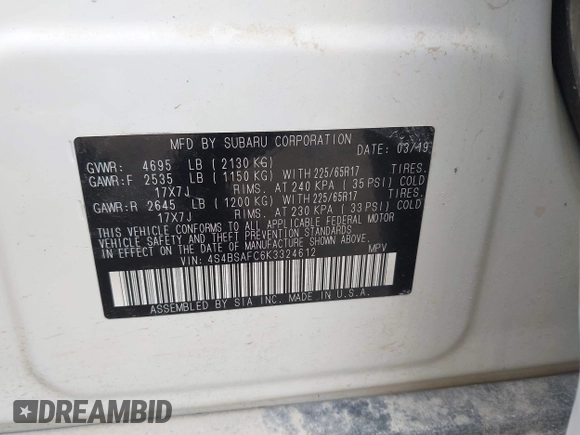 MFD BY SUBARU CORPORATION
DATE: 03/19
GVWR: 4695 LB ( 2130 KG)
GAWR:F 2535 LB ( 1150 KG) WITH 225/65R17 TIRES.
17X7J RIMS. AT 240 KPA ( 35 PSI) COLD
GAWR:R 2645 LB ( 1200 KG) WITH 225/65R17 TIRES.
17X7J RIMS. AT 230 KPA ( 33 PSI) COLD
THIS VEHICLE CONFORMS TO ALL APPLICABLE FEDERAL MOTOR
VEHICLE SAFETY AND THEFT PREVENTION STANDARDS
IN EFFECT ON THE DATE OF MANUFACTURE SHOWN ABOVE.
VIN: 4S4BSAFC6K3324612 MPV
ASSEMBLED BY SIA INC. MADE IN U.S.A.
DREAMBID